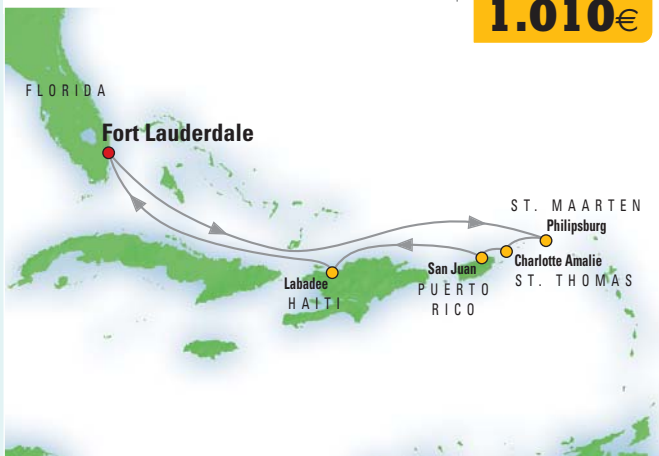 1.010€
FLORIDA
Fort Lauderdale
ST. MAARTEN
Philipsburg
Charlotte Amalie
ST. THOMAS
San Juan
PUERTO
RICO
Labadee
HAITI